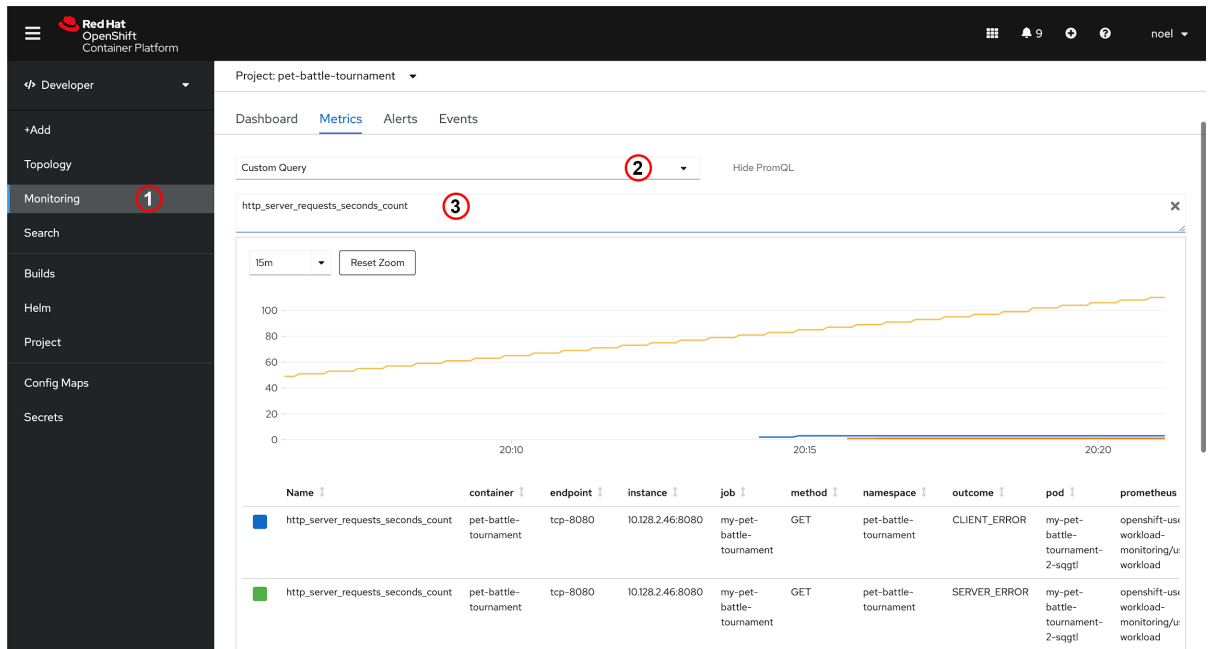 Red Hat
OpenShift
Container Platform
9
noel
Developer
Project: pet-battle-tournament
+Add
Topology
Monitoring 1
Search
Builds
Helm
Project
Config Maps
Secrets
Dashboard Metrics Alerts Events
Custom Query 2 Hide PromQL
http_server_requests_seconds_count 3
15m Reset Zoom
100
80
60
40
20
0
20:10 20:15 20:20
Name container endpoint instance job method namespace outcome pod prometheus
http_server_requests_seconds_count pet-battle- tcp-8080 10.128.2.46:8080 my-pet- GET pet-battle- CLIENT_ERROR my-pet- openshift-use
tournament battle- tournament battle- workload-
tournament tournament- monitoring/u
2-sqgtl workload
http_server_requests_seconds_count pet-battle- tcp-8080 10.128.2.46:8080 my-pet- GET pet-battle- SERVER_ERROR my-pet- openshift-use
tournament battle- tournament battle- workload-
tournament tournament- monitoring/u
2-sqgtl workload